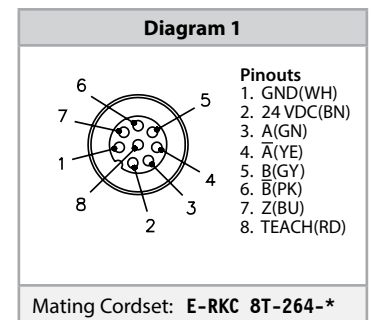 Diagram 1
Pinouts
1. GND(WH)
2. 24 VDC(BN)
3. A(GN)
4. A̅(YE)
5. B(GY)
6. B̅(PK)
7. Z(BU)
8. TEACH(RD)
6
7
5
1
4
8
3
2
Mating Cordset: E-RKC 8T-264-*